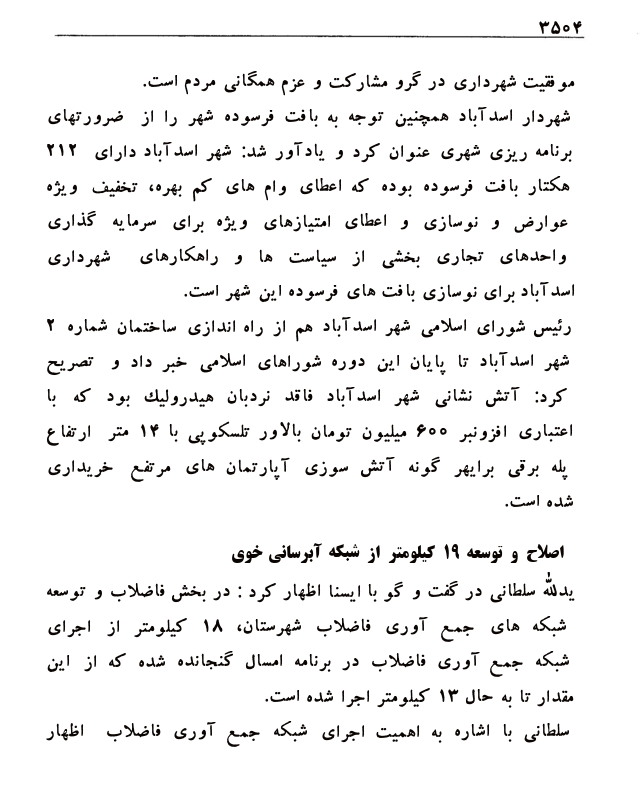 ۳۵۰۴
موفقیت شهرداری در گرو مشارکت و عزم همگانی مردم است.
شهردار اسدآباد همچنین توجه به بافت فرسوده شهر را از ضرورتهای
برنامه ریزی شهری عنوان کرد و یادآور شد: شهر اسدآباد دارای ۲۱۲
هکتار بافت فرسوده بوده که اعطای وام های کم بهره، تخفیف ویژه
عوارض و نوسازی و اعطای امتیازهای ویژه برای سرمایه گذاری
واحدهای تجاری بخشی از سیاست ها و راهکارهای شهرداری
اسدآباد برای نوسازی بافت های فرسوده این شهر است.
رئیس شورای اسلامی شهر اسدآباد هم از راه اندازی ساختمان شماره ۲
شهر اسدآباد تا پایان این دوره شوراهای اسلامی خبر داد و تصریح
کرد: آتش نشانی شهر اسدآباد فاقد نردبان هیدرولیك بود که با
اعتباری افزونبر ۶۰۰ میلیون تومان بالاور تلسکوپی با ۱۴ متر ارتفاع
پله برقی برایهر گونه آتش سوزی آپارتمان های مرتفع خریداری
شده است.
اصلاح و توسعه ۱۹ کیلومتر از شبکه آبرسانی خوی
یدلله سلطانی در گفت و گو با ایسنا اظهار کرد : در بخش فاضلاب و توسعه
شبکه های جمع آوری فاضلاب شهرستان، ۱۸ کیلومتر از اجرای
شبکه جمع آوری فاضلاب در برنامه امسال گنجانده شده که از این
مقدار تا به حال ۱۳ کیلومتر اجرا شده است.
سلطانی با اشاره به اهمیت اجرای شبکه جمع آوری فاضلاب اظهار